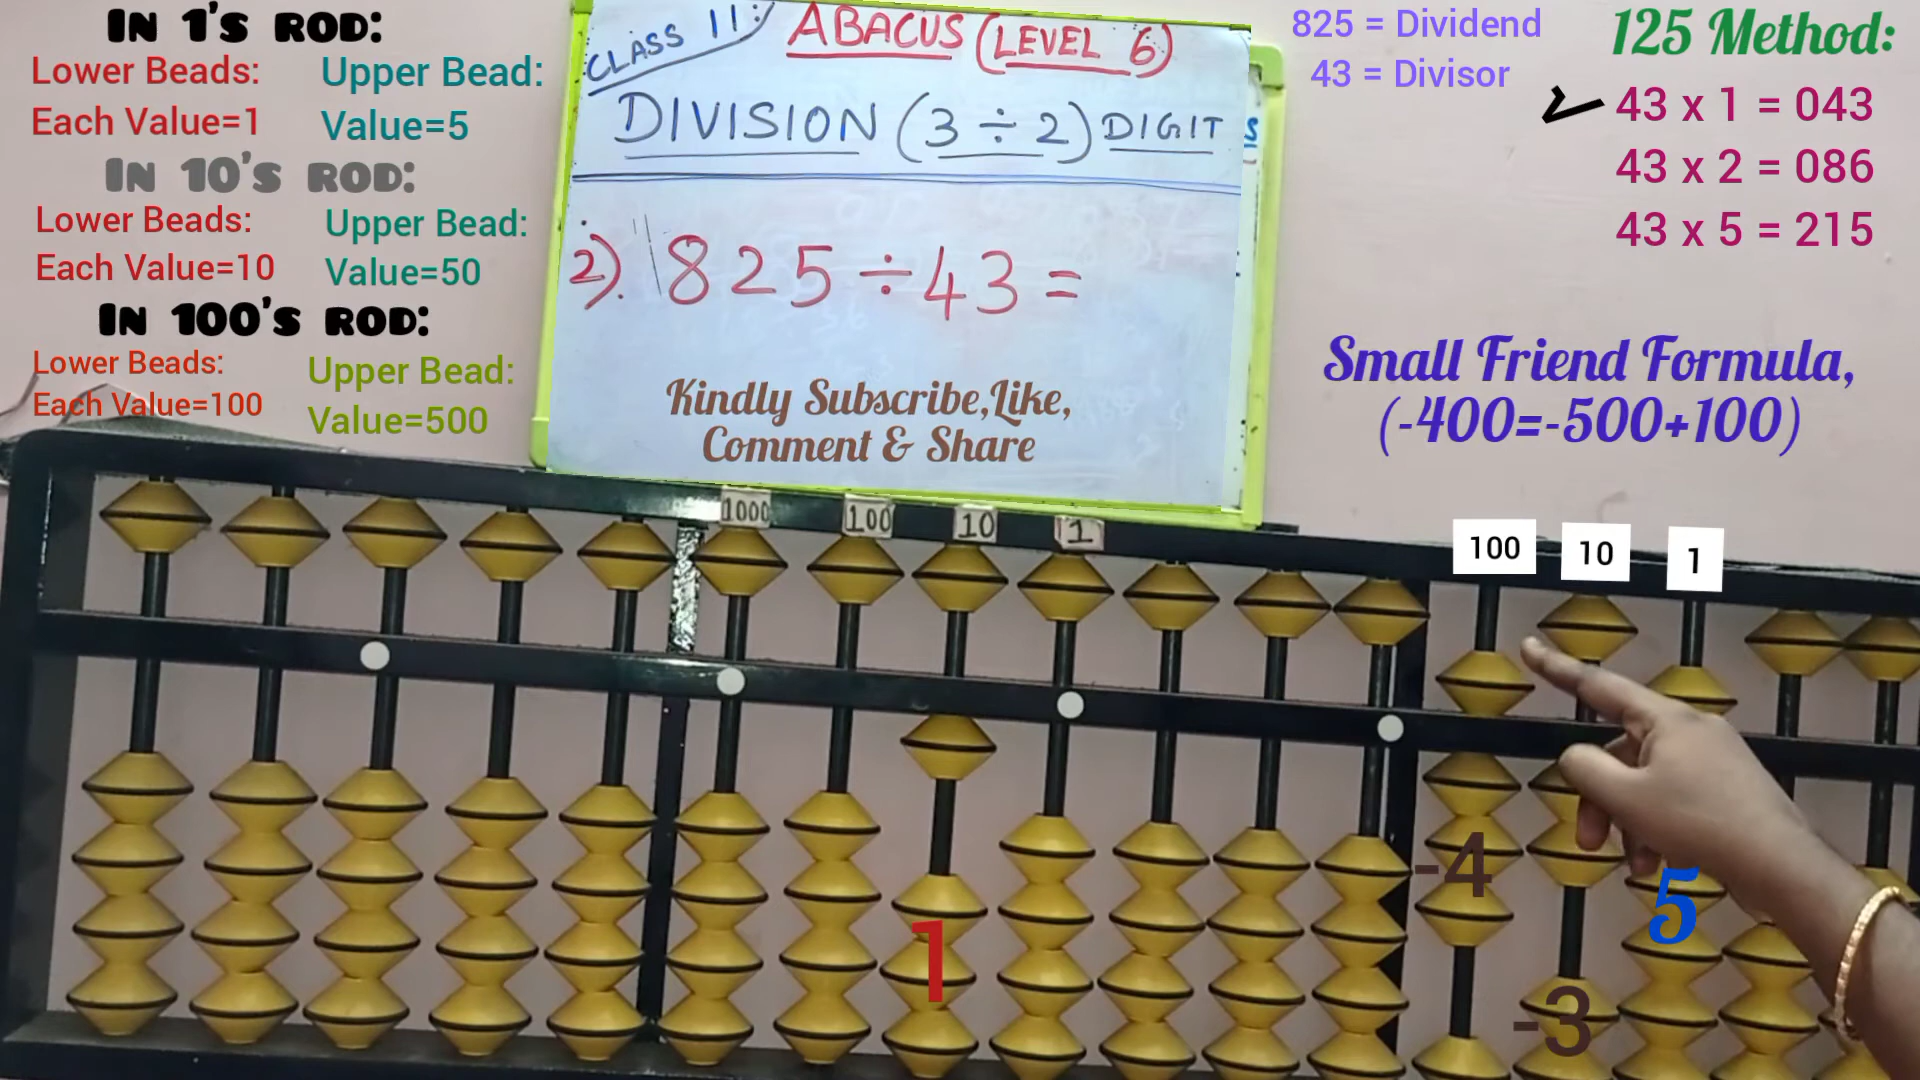 In 1's rod:
Lower Beads:
Each Value=1
Upper Bead:
Value=5
In 10's rod:
Lower Beads:
Each Value=10
Upper Bead:
Value=50
In 100's rod:
Lower Beads:
Each Value=100
Upper Bead:
Value=500
CLASS 11:
ABACUS (LEVEL 6)
DIVISION (3 ÷ 2) DIGITS
2). 825 ÷ 43 =
Kindly Subscribe,Like,
Comment & Share
825 = Dividend
43 = Divisor
125 Method:
43 x 1 = 043
43 x 2 = 086
43 x 5 = 215
Small Friend Formula,
(-400=-500+100)
1000 100 10 1
100 10 1
-4
5
1
-3